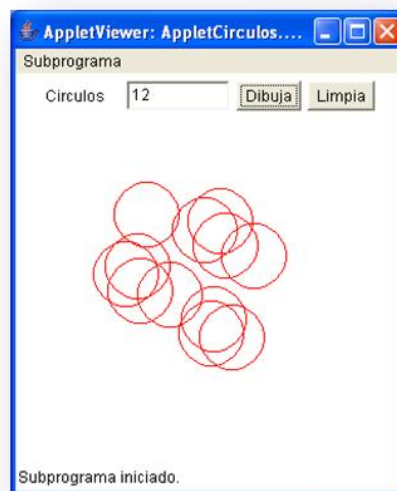 AppletViewer: AppletCirculos....
Subprograma
Circulos 12 Dibuja Limpia
Subprograma iniciado.